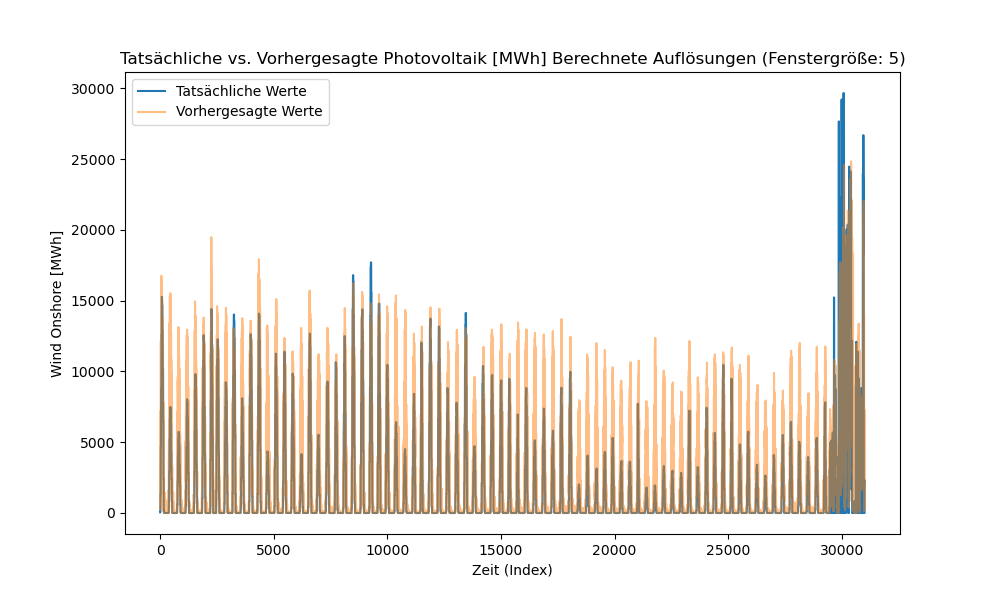 Tatsächliche vs. Vorhergesagte Photovoltaik [MWh] Berechnete Auflösungen (Fenstergröße: 5)
Tatsächliche Werte
Vorhergesagte Werte
Wind Onshore [MWh]
30000
25000
20000
15000
10000
5000
0
0
5000
10000
15000
20000
25000
30000
Zeit (Index)